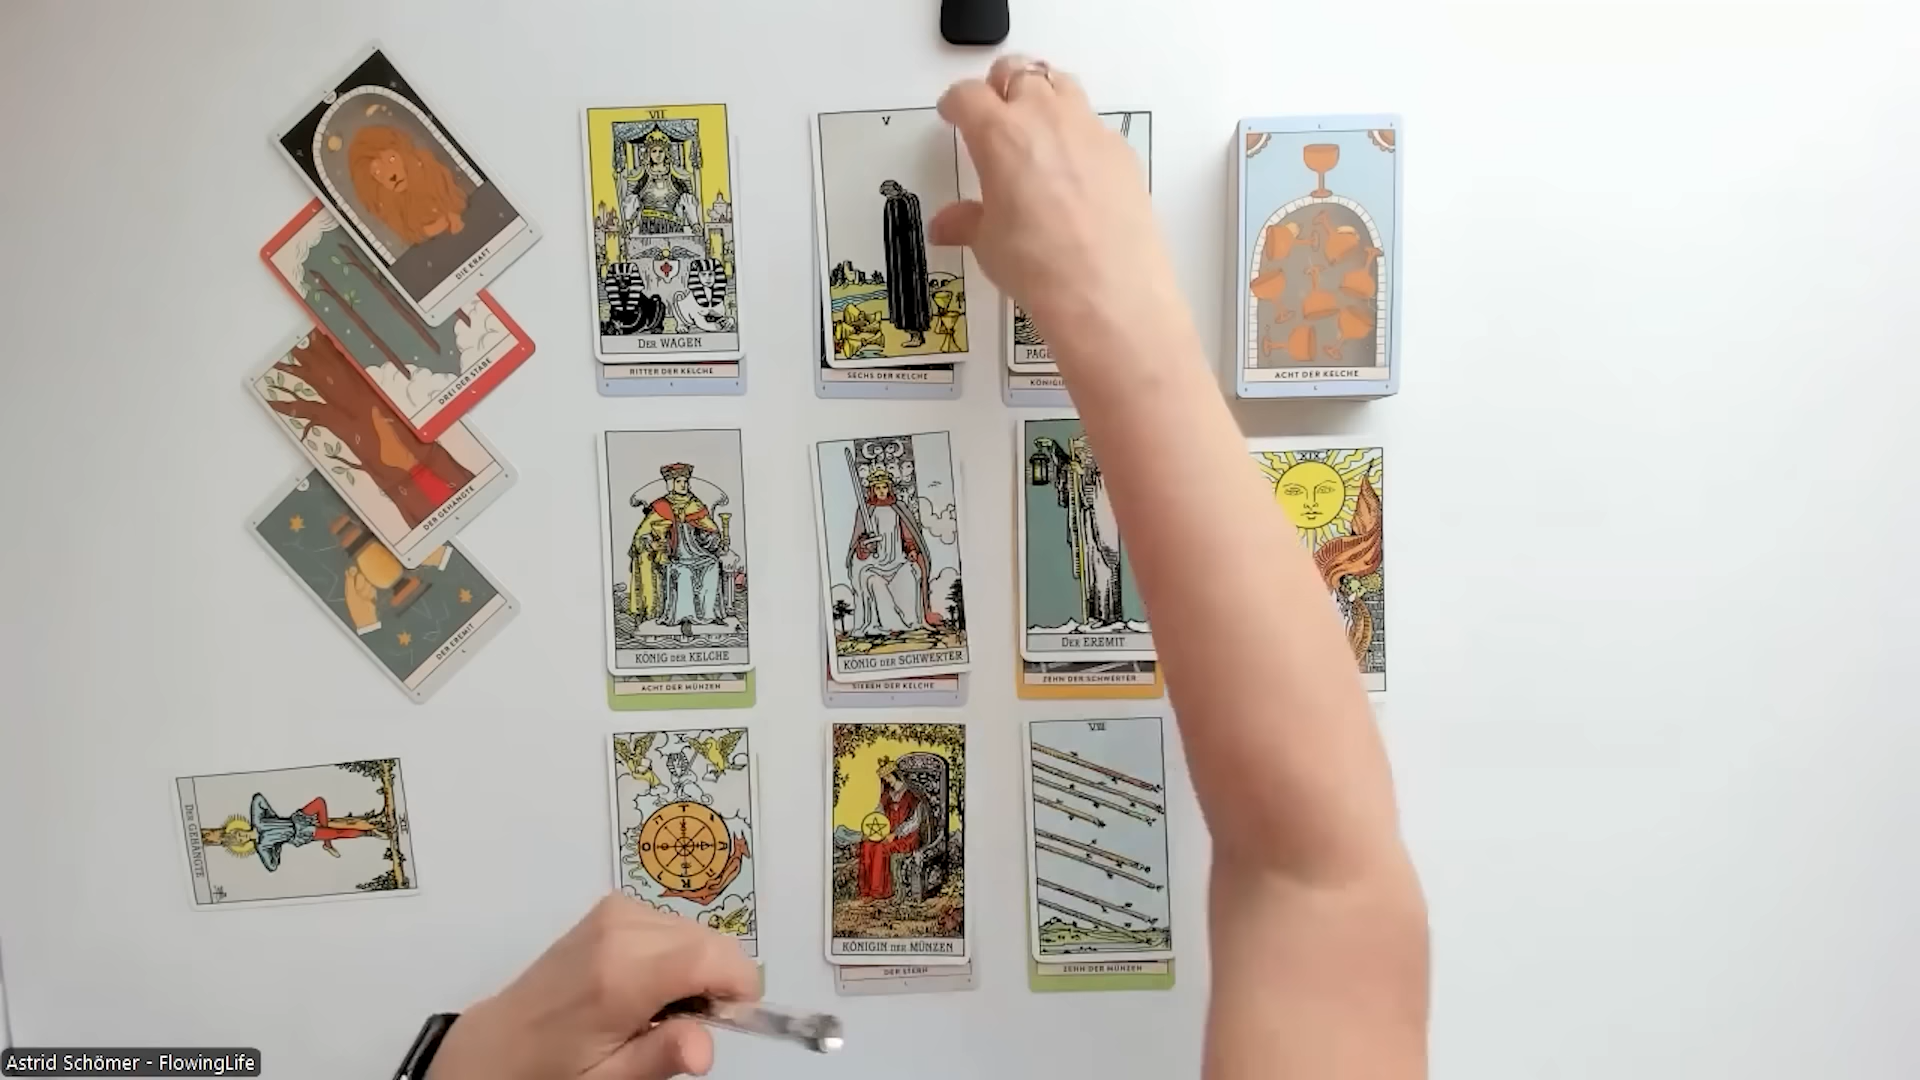 DIE KRAFT
DREI DER STÄBE
DER GEHÄNGTE
DER EREMIT
VII
DER WAGEN
RITTER DER KELCHE
V
SECHS DER KELCHE
PAGE
ACHT DER KELCHE
KÖNIG DER KELCHE
ACHT DER MÜNZEN
KÖNIG DER SCHWERTER
SIEBEN DER KELCHE
DER EREMIT
ZEHN DER SCHWERTER
XIX
XII
DER GEHÄNGTE
X
KÖNIGIN DER MÜNZEN
DER STERN
VIII
ZEHN DER MÜNZEN
Astrid Schömer - FlowingLife